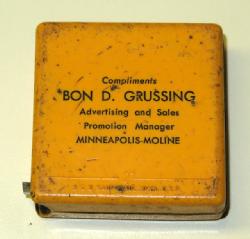 Compliments
BON D. GRUSSING
Advertising and Sales
Promotion Manager
MINNEAPOLIS-MOLINE